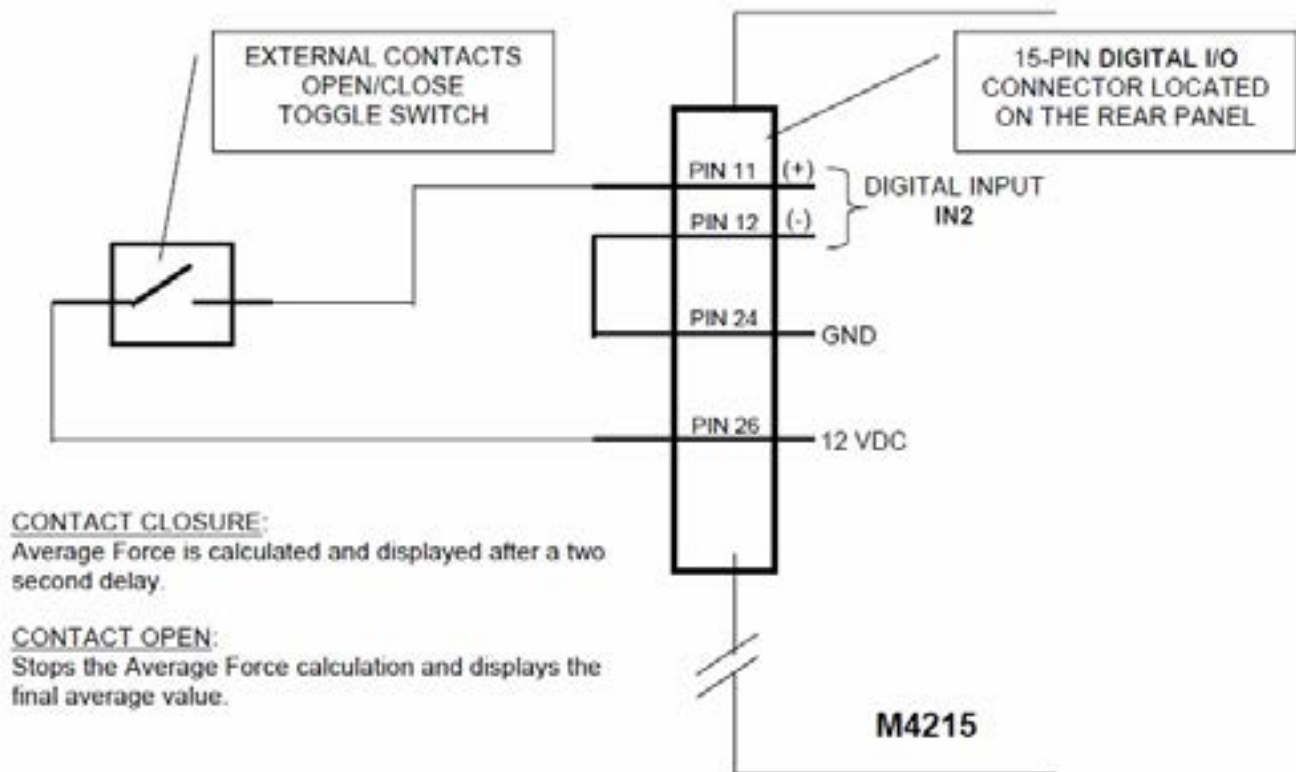 EXTERNAL CONTACTS
OPEN/CLOSE
TOGGLE SWITCH
15-PIN DIGITAL I/O
CONNECTOR LOCATED
ON THE REAR PANEL
PIN 11 (+)
PIN 12 (-)
DIGITAL INPUT
IN2
PIN 24 GND
PIN 26 12 VDC
CONTACT CLOSURE:
Average Force is calculated and displayed after a two
second delay.
CONTACT OPEN:
Stops the Average Force calculation and displays the
final average value.
M4215